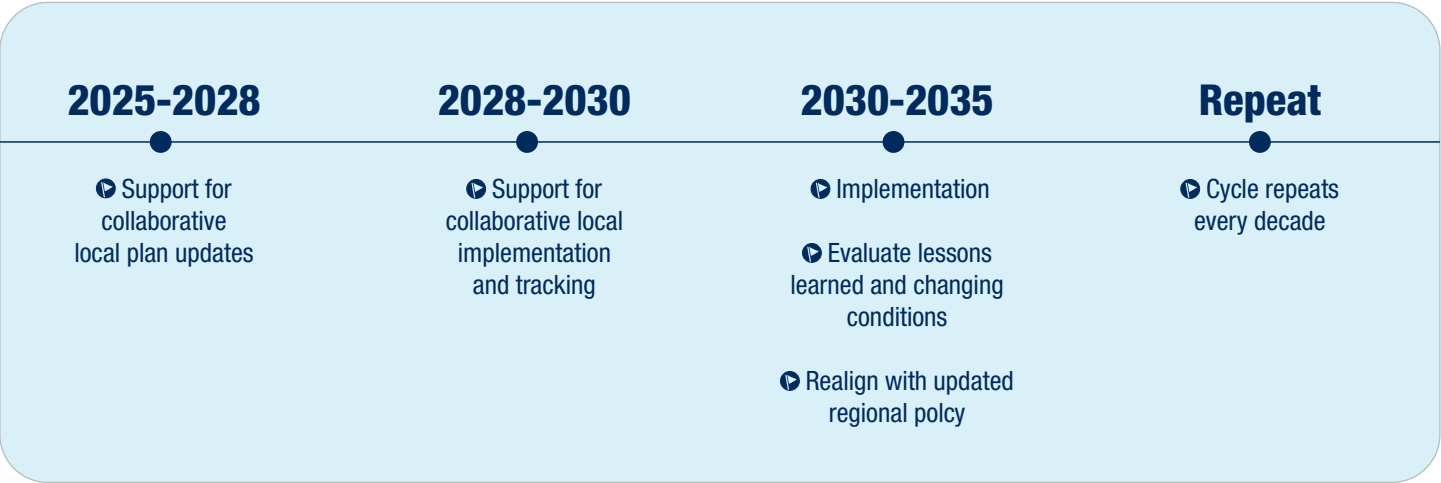 2025-2028
Support for
collaborative
local plan updates
2028-2030
Support for
collaborative local
implementation
and tracking
2030-2035
Implementation
Evaluate lessons
learned and changing
conditions
Realign with updated
regional polcy
Repeat
Cycle repeats
every decade